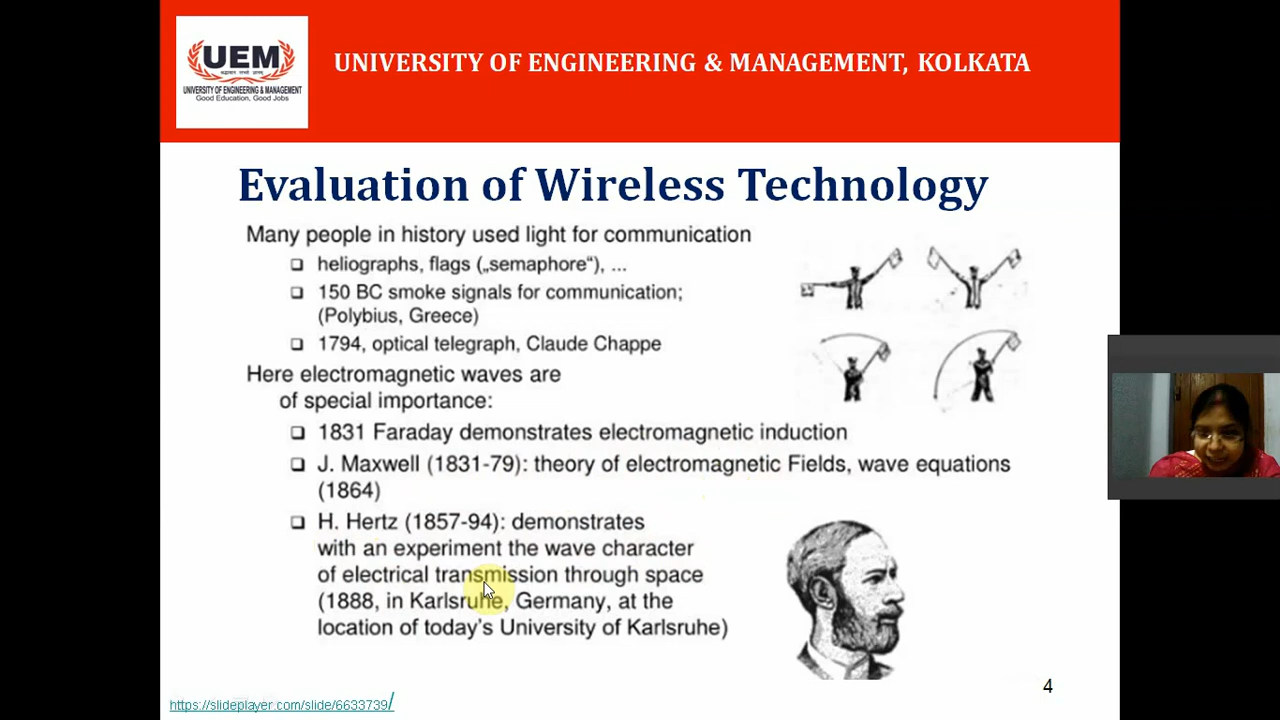 UEM
UNIVERSITY OF ENGINEERING & MANAGEMENT
Good Education, Good Jobs
UNIVERSITY OF ENGINEERING & MANAGEMENT, KOLKATA
Evaluation of Wireless Technology
Many people in history used light for communication
heliographs, flags („semaphore“), ...
150 BC smoke signals for communication;
(Polybius, Greece)
1794, optical telegraph, Claude Chappe
Here electromagnetic waves are
of special importance:
1831 Faraday demonstrates electromagnetic induction
J. Maxwell (1831-79): theory of electromagnetic Fields, wave equations
(1864)
H. Hertz (1857-94): demonstrates
with an experiment the wave character
of electrical transmission through space
(1888, in Karlsruhe, Germany, at the
location of today's University of Karlsruhe)
4
https://slideplayer.com/slide/6633739/